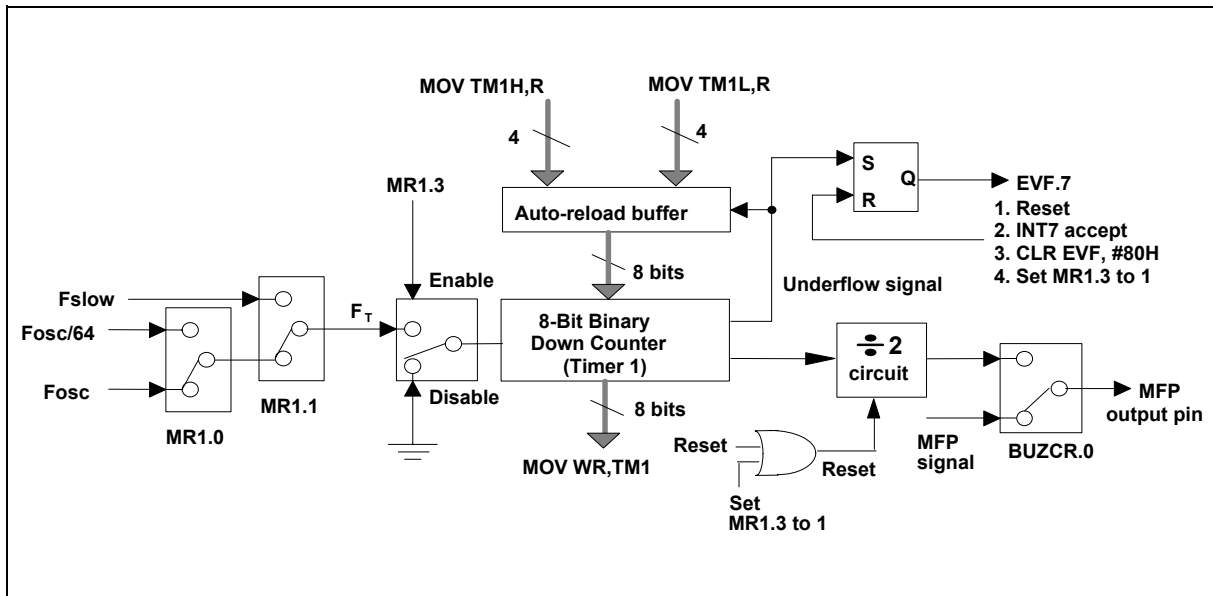 MOV TM1H,R
MOV TM1L,R
4
4
MR1.3
Auto-reload buffer
S
R
Q
EVF.7
1. Reset
2. INT7 accept
3. CLR EVF, #80H
4. Set MR1.3 to 1
8 bits
Underflow signal
Enable
Fslow
Fosc/64
Fosc
FT
MR1.0
MR1.1
Disable
8-Bit Binary
Down Counter
(Timer 1)
÷ 2
circuit
8 bits
MOV WR,TM1
Reset
Set
MR1.3 to 1
Reset
MFP
signal
BUZCR.0
MFP
output pin